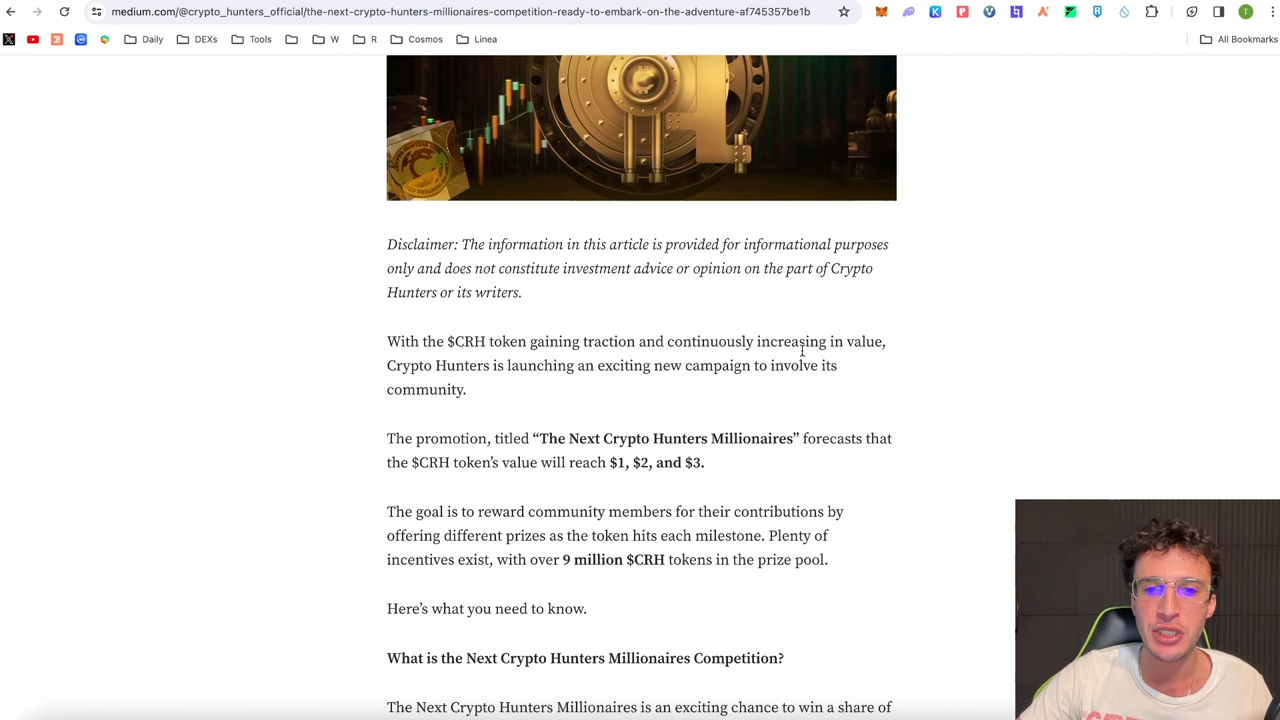 medium.com/@crypto_hunters_official/the-next-crypto-hunters-millionaires-competition-ready-to-embark-on-the-adventure-af745357be1b
T
Daily
DEXs
Tools
W
R
Cosmos
Linea
All Bookmarks
Disclaimer: The information in this article is provided for informational purposes
only and does not constitute investment advice or opinion on the part of Crypto
Hunters or its writers.
With the $CRH token gaining traction and continuously increasing in value,
Crypto Hunters is launching an exciting new campaign to involve its
community.
The promotion, titled “The Next Crypto Hunters Millionaires” forecasts that
the $CRH token’s value will reach $1, $2, and $3.
The goal is to reward community members for their contributions by
offering different prizes as the token hits each milestone. Plenty of
incentives exist, with over 9 million $CRH tokens in the prize pool.
Here’s what you need to know.
What is the Next Crypto Hunters Millionaires Competition?
The Next Crypto Hunters Millionaires is an exciting chance to win a share of